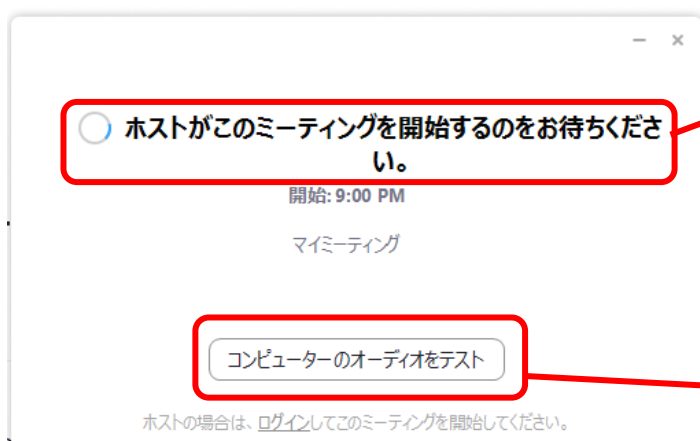 ホストがこのミーティングを開始するのをお待ちくださ
い。
開始: 9:00 PM
マイミーティング
コンピューターのオーディオをテスト
ホストの場合は、ログインしてこのミーティングを開始してください。